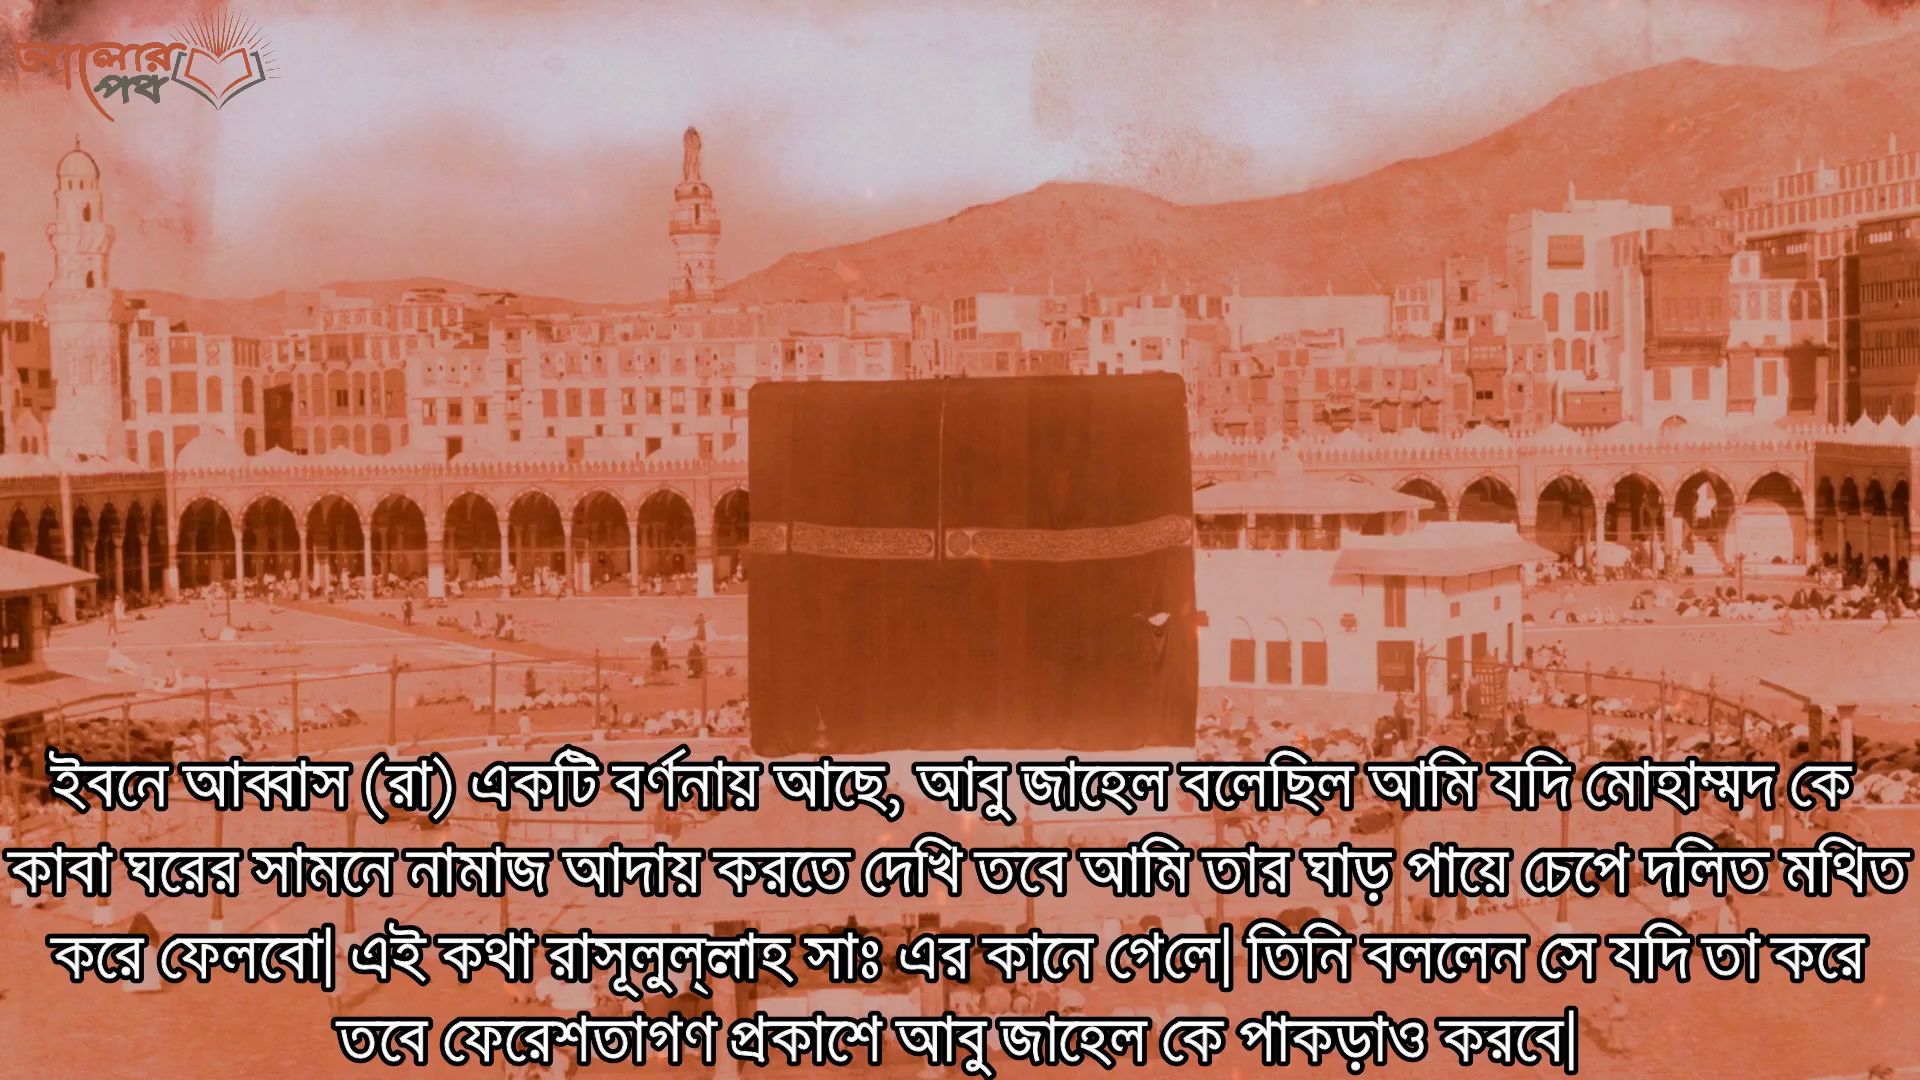 আলোর
পথ
ইবনে আব্বাস (রা) একটি বর্ণনায় আছে, আবু জাহেল বলেছিল আমি যদি মোহাম্মদ কে
কাবা ঘরের সামনে নামাজ আদায় করতে দেখি তবে আমি তার ঘাড় পায়ে চেপে দলিত মথিত
করে ফেলবো| এই কথা রাসূলুল্লাহ সাঃ এর কানে গেলে| তিনি বললেন সে যদি তা করে
তবে ফেরেশতাগণ প্রকাশে আবু জাহেল কে পাকড়াও করবে|